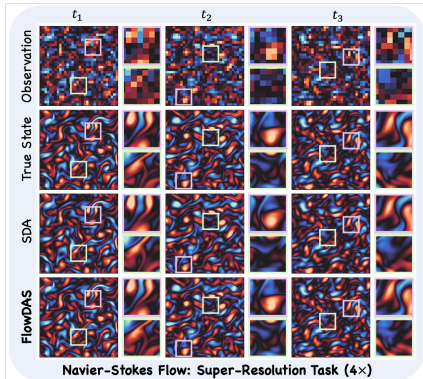 t₁ t₂ t₃
Observation
True State
SDA
FlowDAS
Navier-Stokes Flow: Super-Resolution Task (4×)